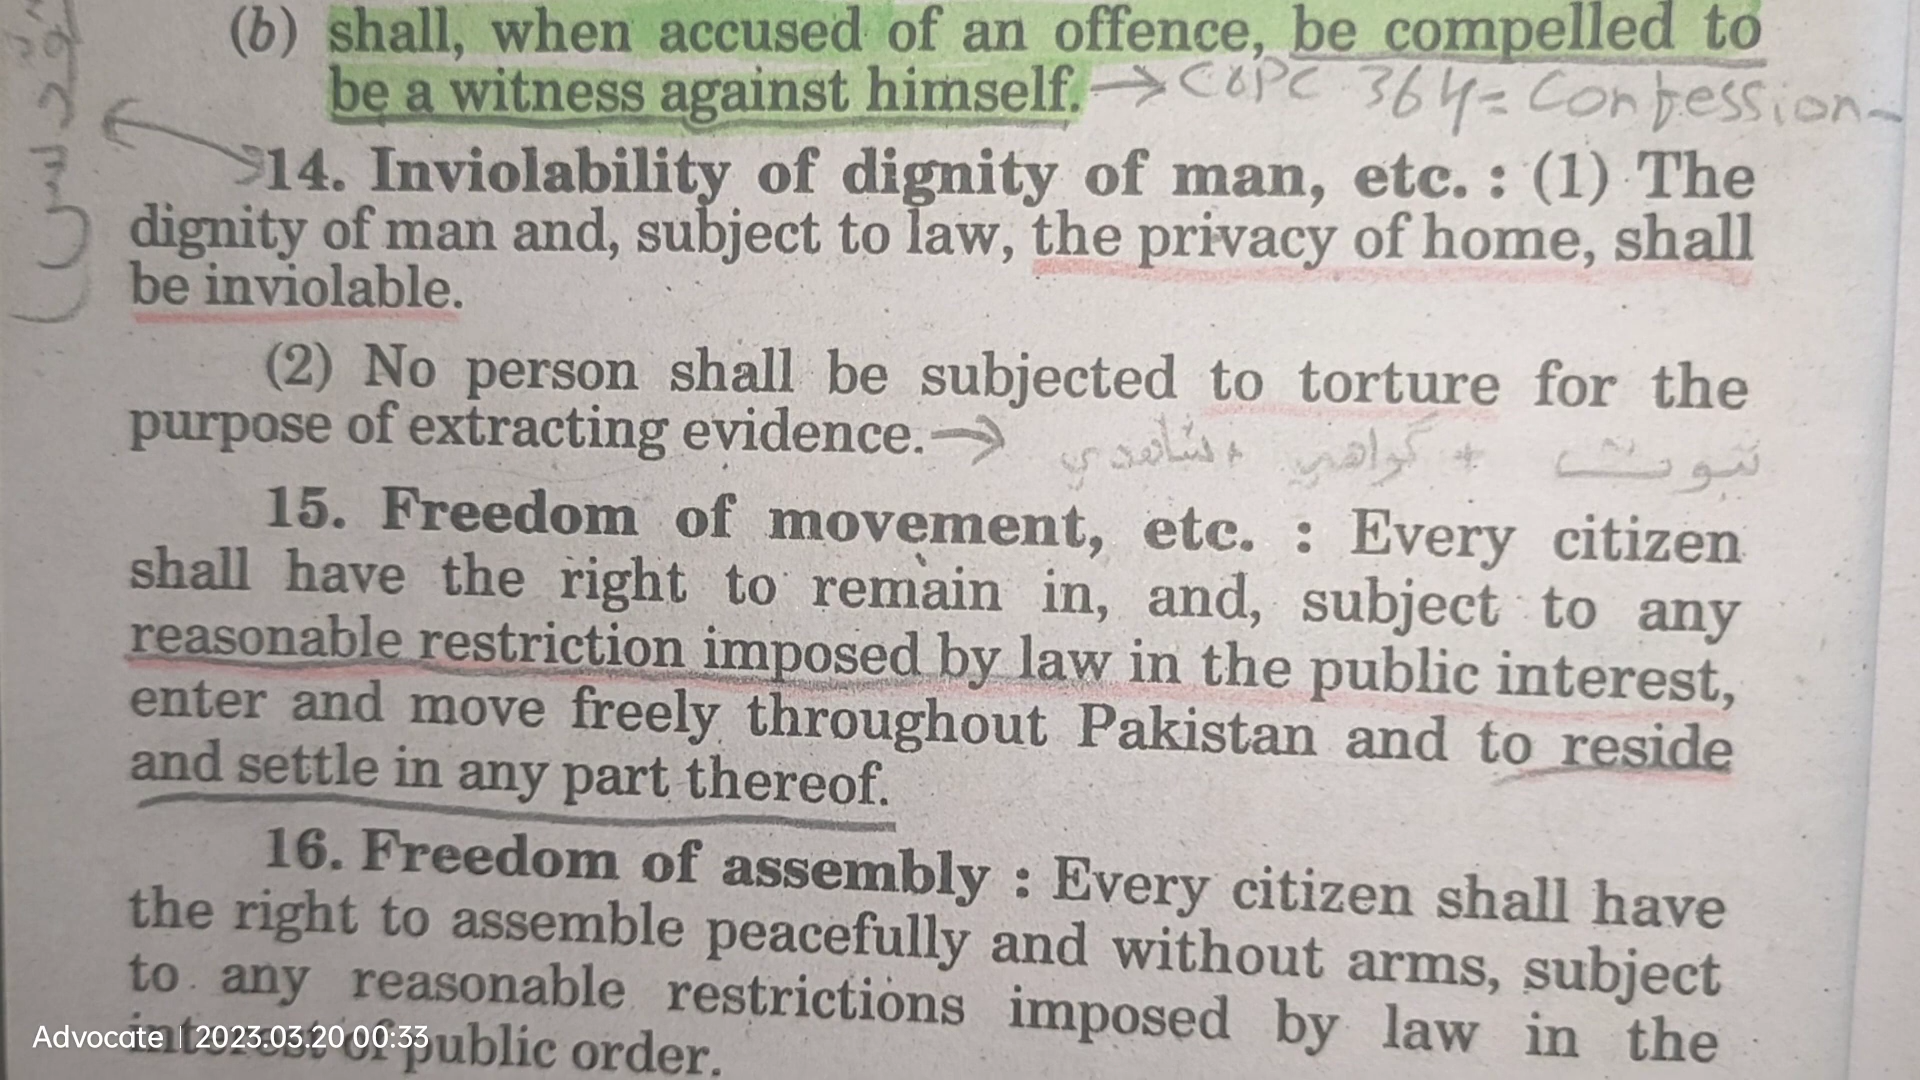 (b) shall, when accused of an offence, be compelled to
be a witness against himself. → CrPC 364 = Confession
14. Inviolability of dignity of man, etc. : (1) The
dignity of man and, subject to law, the privacy of home, shall
be inviolable.
(2) No person shall be subjected to torture for the
purpose of extracting evidence. → ثبوت + گواهي + شاهدي
15. Freedom of movement, etc. : Every citizen
shall have the right to remain in, and, subject to any
reasonable restriction imposed by law in the public interest,
enter and move freely throughout Pakistan and to reside
and settle in any part thereof.
16. Freedom of assembly : Every citizen shall have
the right to assemble peacefully and without arms, subject
to any reasonable restrictions imposed by law in the
interest of public order.
Advocate | 2023.03.20 00:33